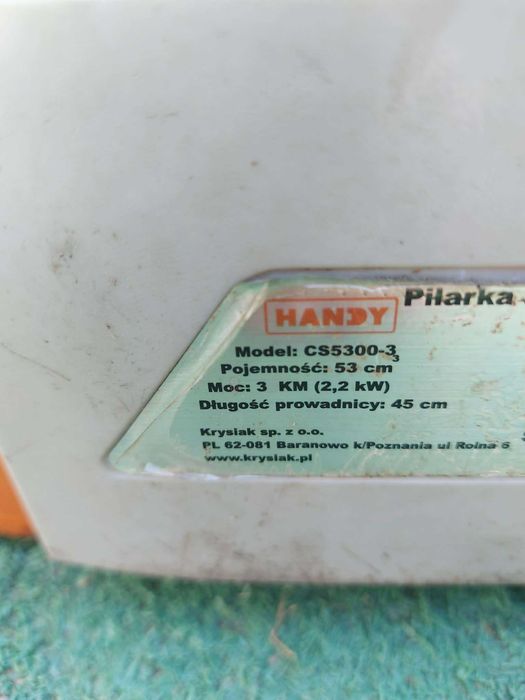 HANDY Pilarka
Model: CS5300-3
Pojemność: 53 cm3
Moc: 3 KM (2,2 kW)
Długość prowadnicy: 45 cm
Krysiak sp. z o.o.
PL 62-081 Baranowo k/Poznania ul Rolna 6
www.krysiak.pl